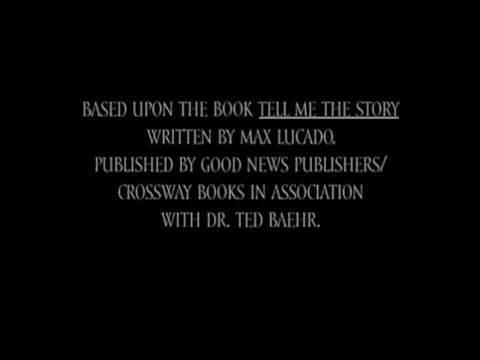 BASED UPON THE BOOK TELL ME THE STORY
WRITTEN BY MAX LUCADO,
PUBLISHED BY GOOD NEWS PUBLISHERS/
CROSSWAY BOOKS IN ASSOCIATION
WITH DR. TED BAEHR.